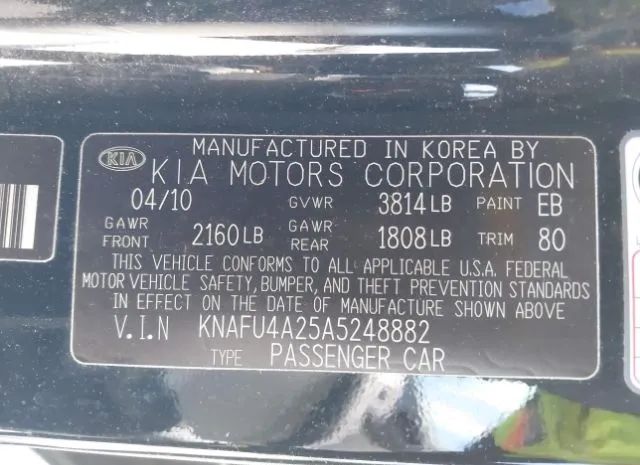 MANUFACTURED IN KOREA BY
KIA KIA MOTORS CORPORATION
04/10 GVWR 3814 LB PAINT EB
GAWR FRONT 2160 LB GAWR REAR 1808 LB TRIM 80
THIS VEHICLE CONFORMS TO ALL APPLICABLE U.S.A. FEDERAL
MOTOR VEHICLE SAFETY, BUMPER, AND THEFT PREVENTION STANDARDS
IN EFFECT ON THE DATE OF MANUFACTURE SHOWN ABOVE
V.I.N KNAFU4A25A5248882
TYPE PASSENGER CAR